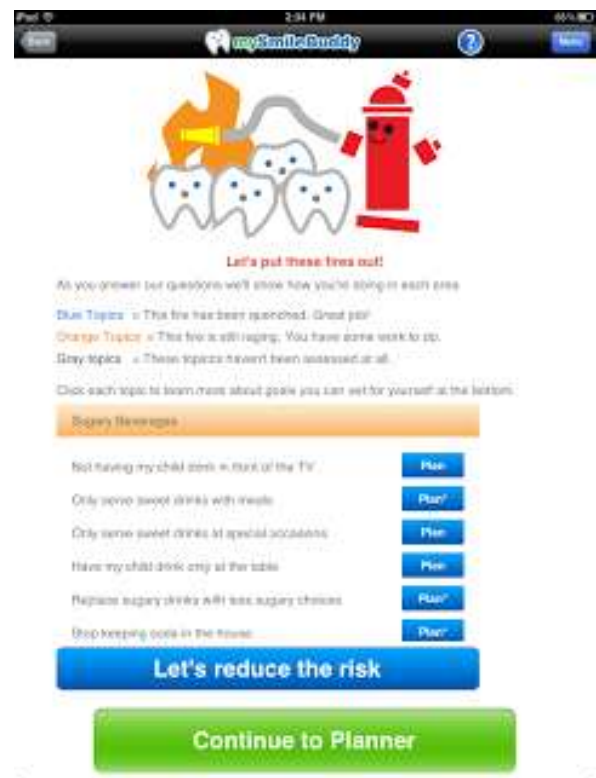 iPad 2:04 PM 66%
Back mySmileBuddy ? Menu
Let's put these fires out!
As you answer our questions we'll show how you're doing in each area.
Blue Topics = This fire has been quenched. Great job!
Orange Topics = This fire is still raging. You have some work to do.
Gray topics = These topics haven't been assessed at all.
Click each topic to learn more about goals you can set for yourself at the bottom.
Sugary Beverages
Not having my child drink in front of the TV Plan
Only serve sweet drinks with meals Plan*
Only serve sweet drinks at special occasions Plan
Have my child drink only at the table Plan
Replace sugary drinks with less sugary choices Plan*
Stop keeping soda in the house Plan*
Let's reduce the risk
Continue to Planner